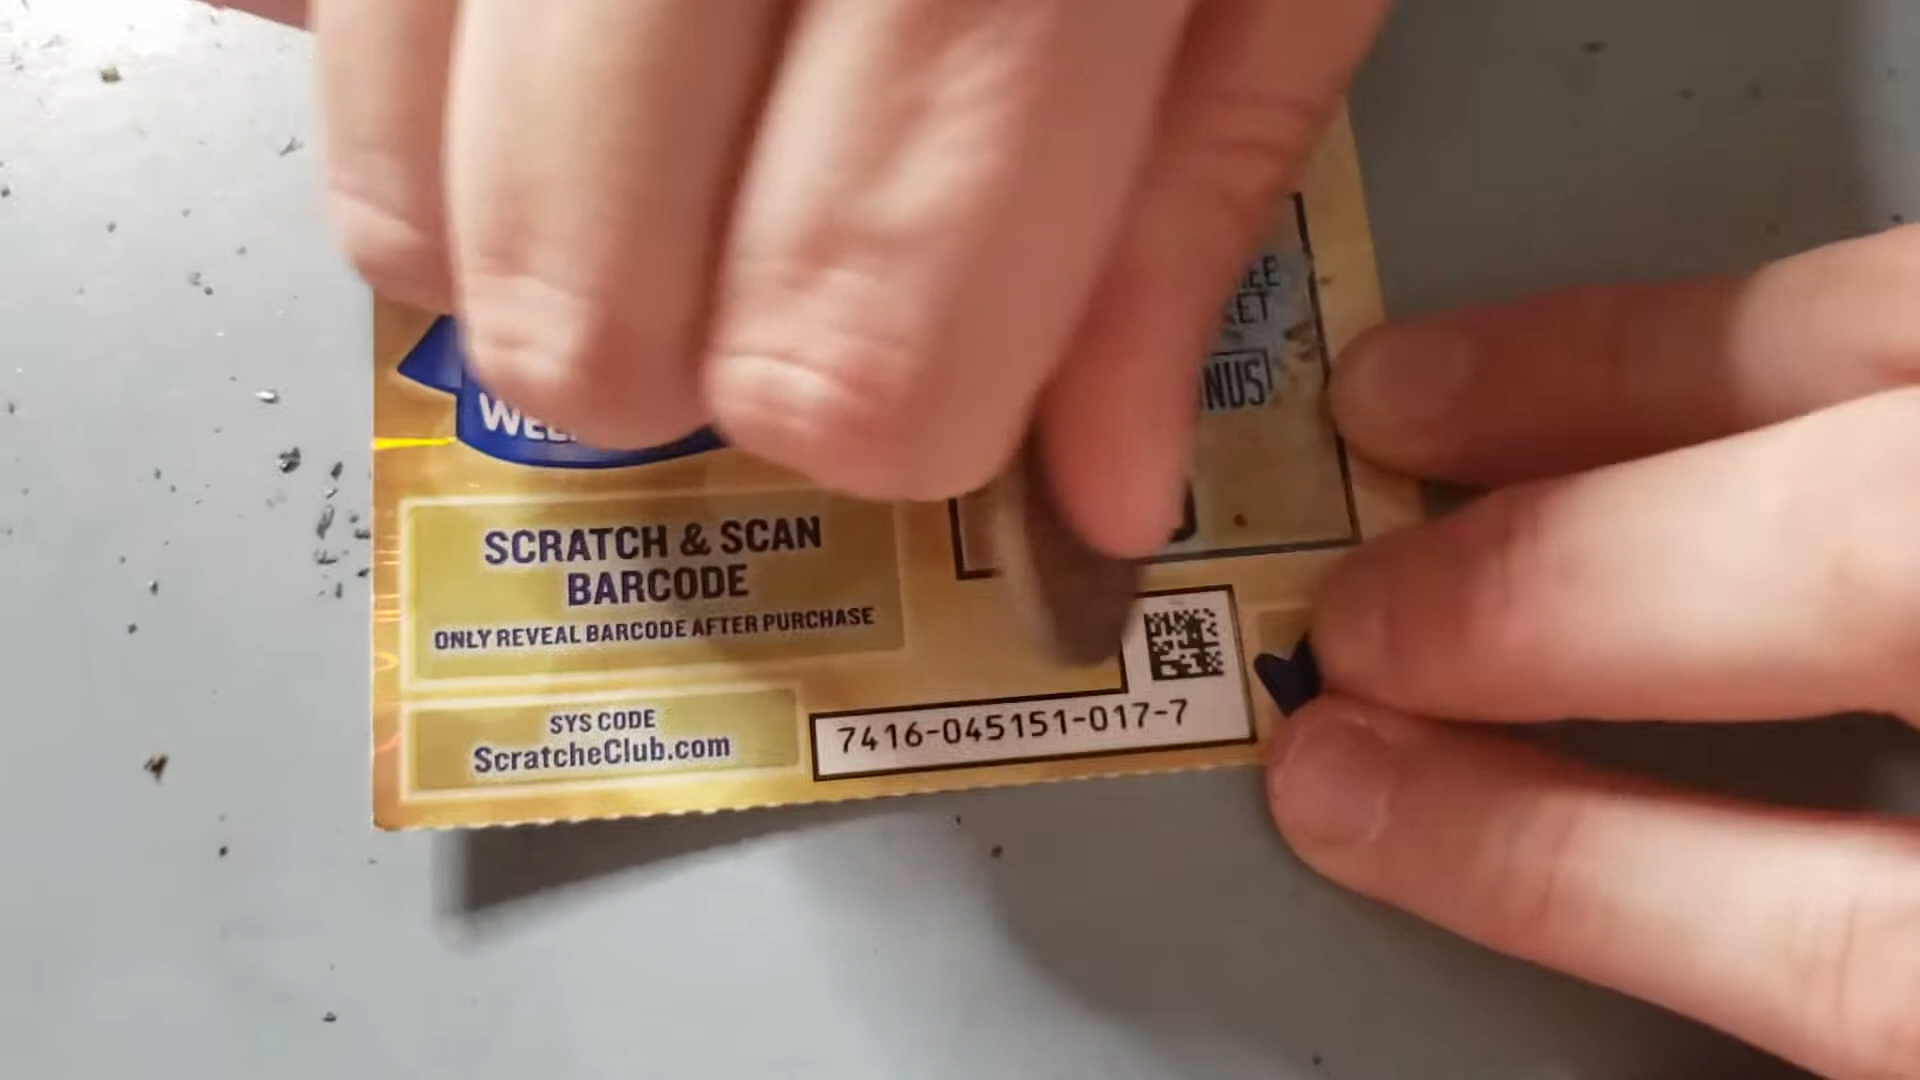 SCRATCH & SCAN
BARCODE
ONLY REVEAL BARCODE AFTER PURCHASE
SYS CODE
ScratcheClub.com
7416-045151-017-7